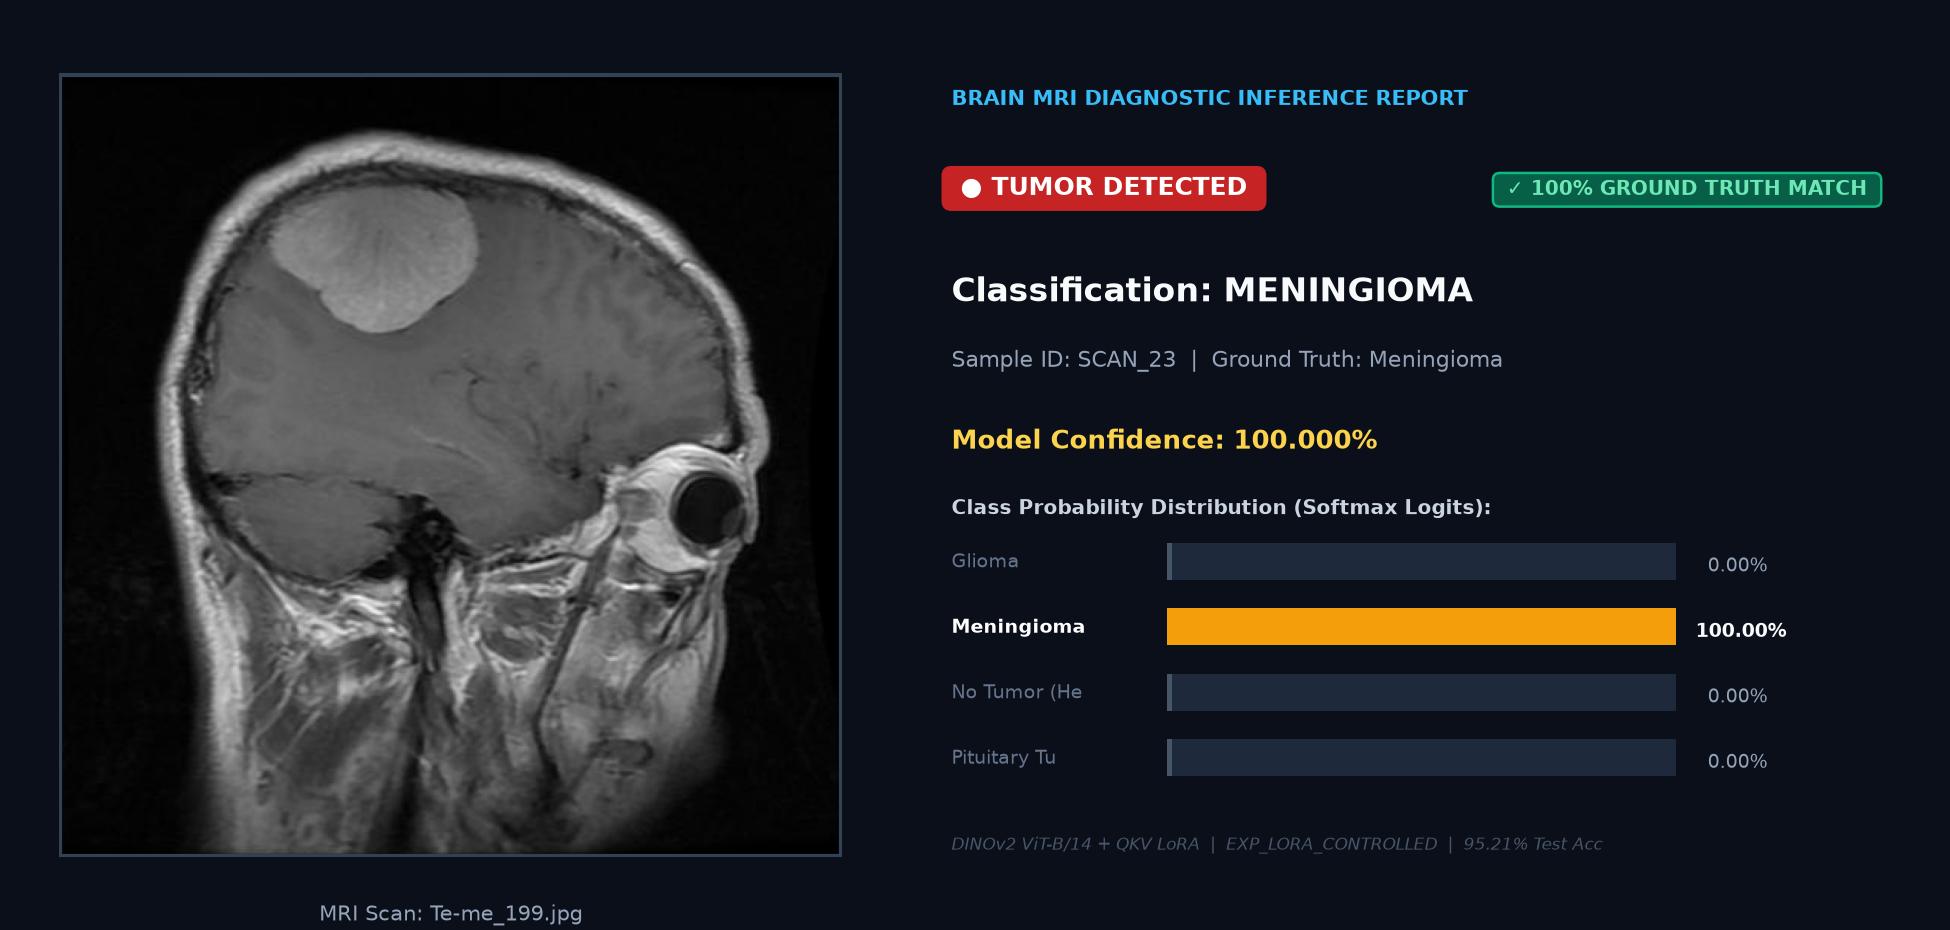 BRAIN MRI DIAGNOSTIC INFERENCE REPORT
● TUMOR DETECTED
✓ 100% GROUND TRUTH MATCH
Classification: MENINGIOMA
Sample ID: SCAN_23 | Ground Truth: Meningioma
Model Confidence: 100.000%
Class Probability Distribution (Softmax Logits):
Glioma 0.00%
Meningioma 100.00%
No Tumor (He 0.00%
Pituitary Tu 0.00%
DINOv2 ViT-B/14 + QKV LoRA | EXP_LORA_CONTROLLED | 95.21% Test Acc
MRI Scan: Te-me_199.jpg